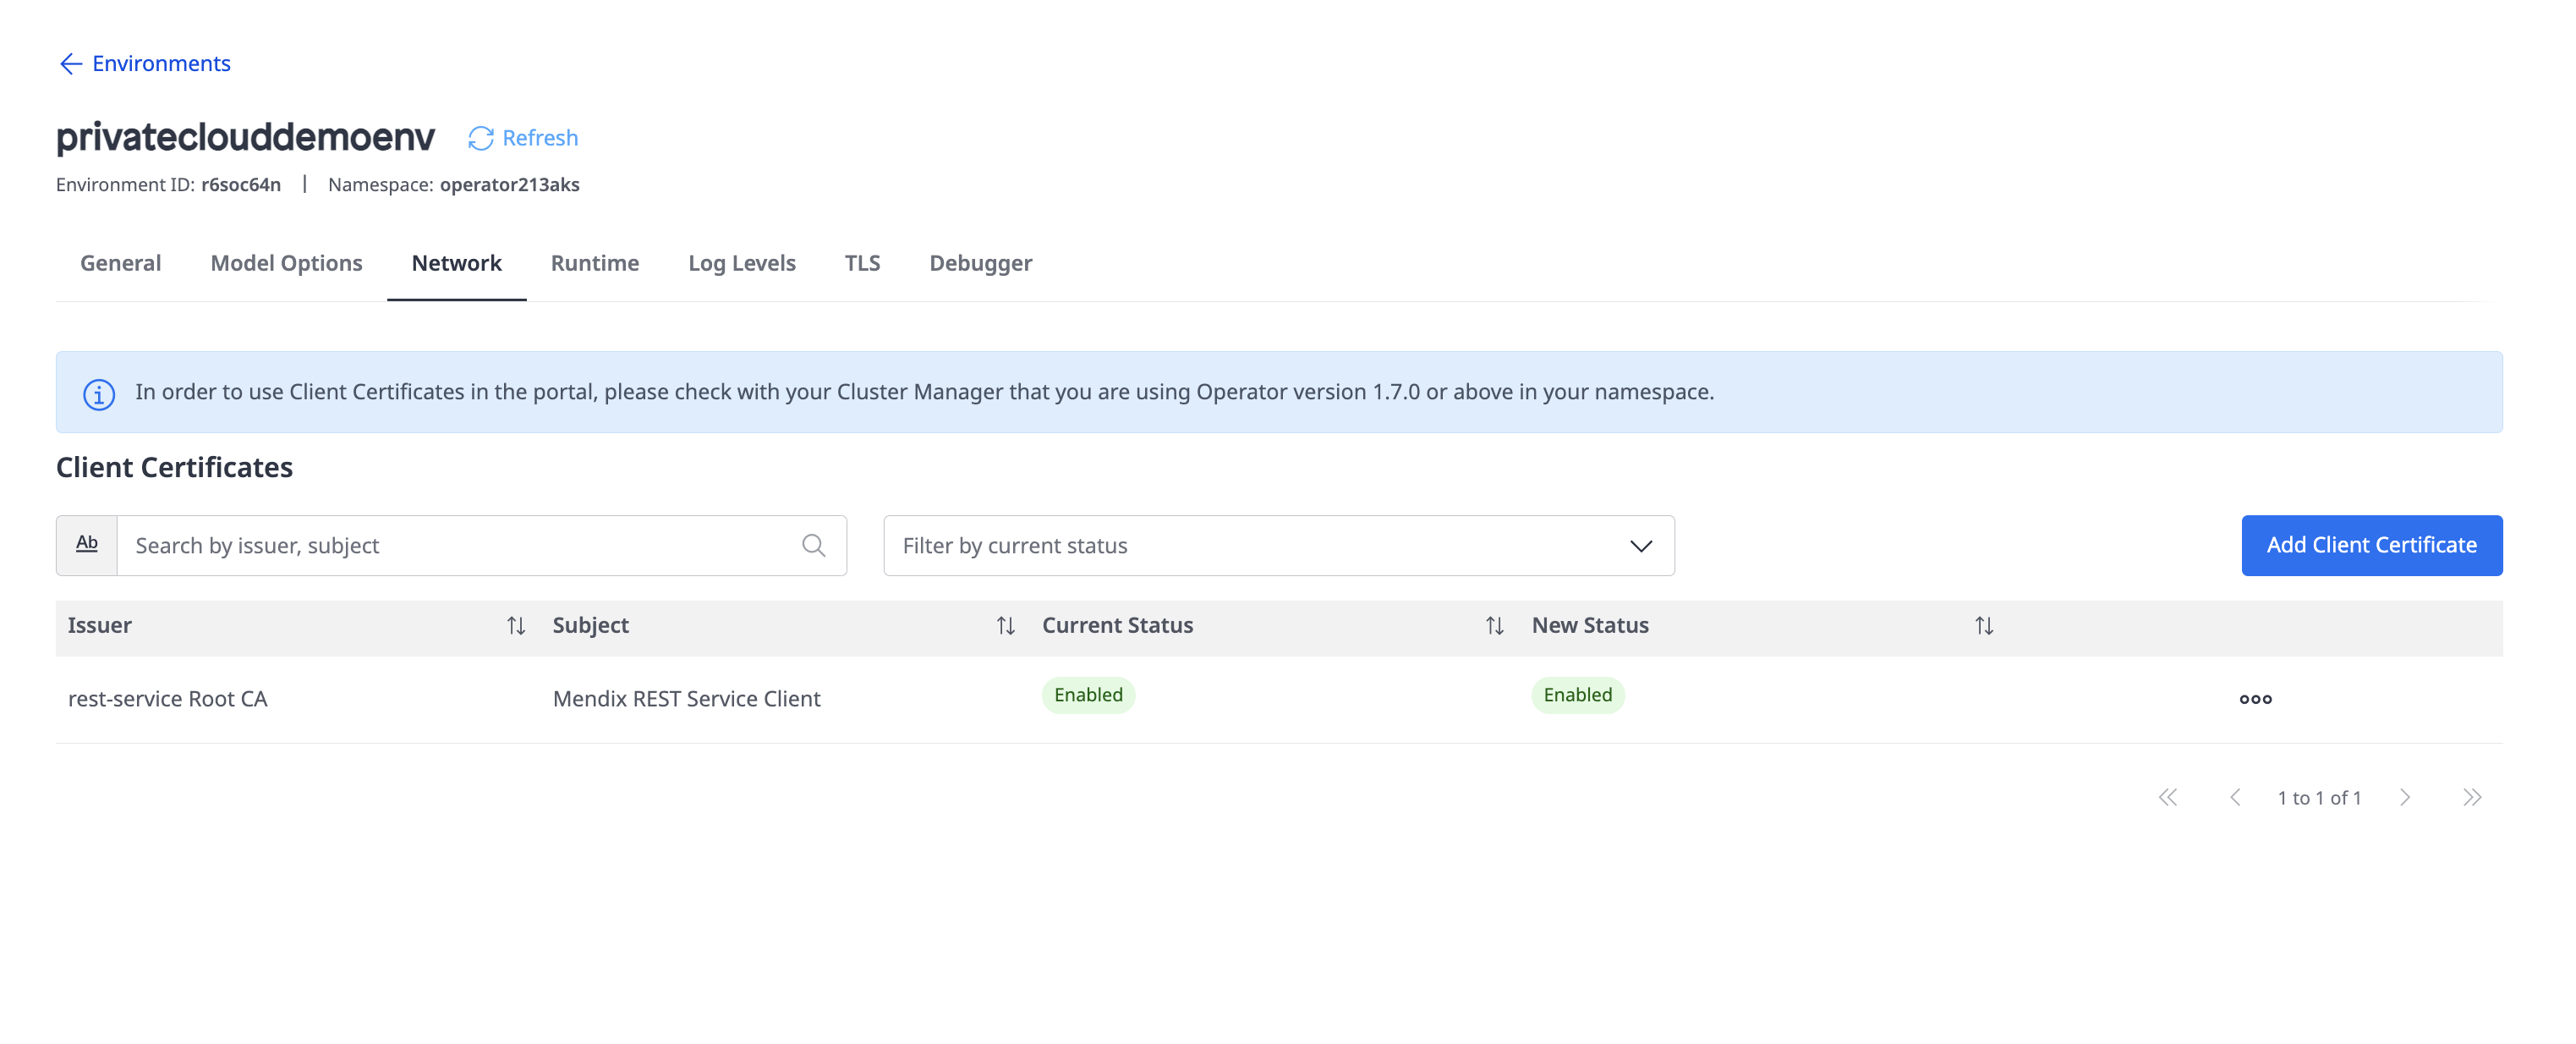 Environments
privateclouddemoenv Refresh
Environment ID: r6soc64n | Namespace: operator213aks
General Model Options Network Runtime Log Levels TLS Debugger
In order to use Client Certificates in the portal, please check with your Cluster Manager that you are using Operator version 1.7.0 or above in your namespace.
Client Certificates
Ab Search by issuer, subject Filter by current status Add Client Certificate
Issuer Subject Current Status New Status
rest-service Root CA Mendix REST Service Client Enabled Enabled
1 to 1 of 1